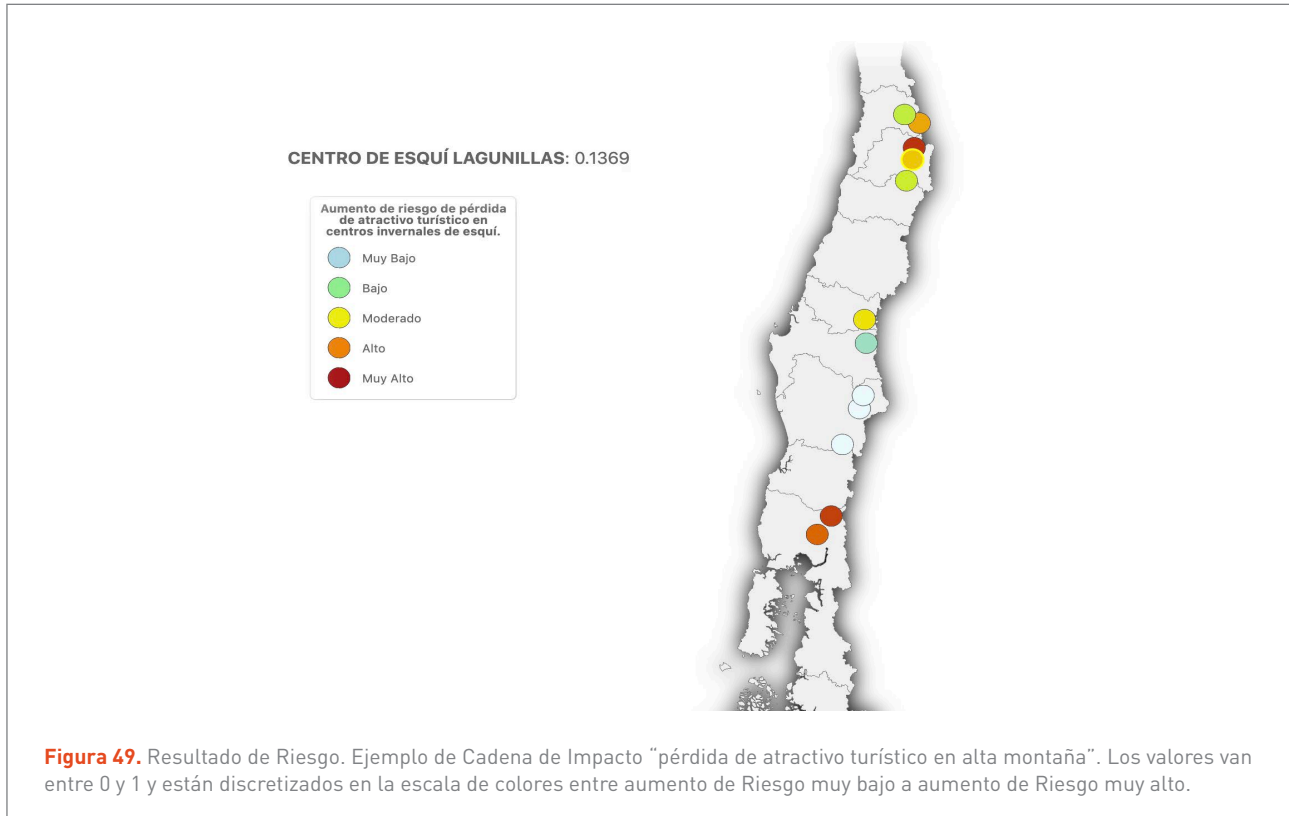 CENTRO DE ESQUÍ LAGUNILLAS: 0.1369
Aumento de riesgo de pérdida
de atractivo turístico en
centros invernales de esquí.
Muy Bajo
Bajo
Moderado
Alto
Muy Alto
Figura 49. Resultado de Riesgo. Ejemplo de Cadena de Impacto “pérdida de atractivo turístico en alta montaña”. Los valores van
entre 0 y 1 y están discretizados en la escala de colores entre aumento de Riesgo muy bajo a aumento de Riesgo muy alto.